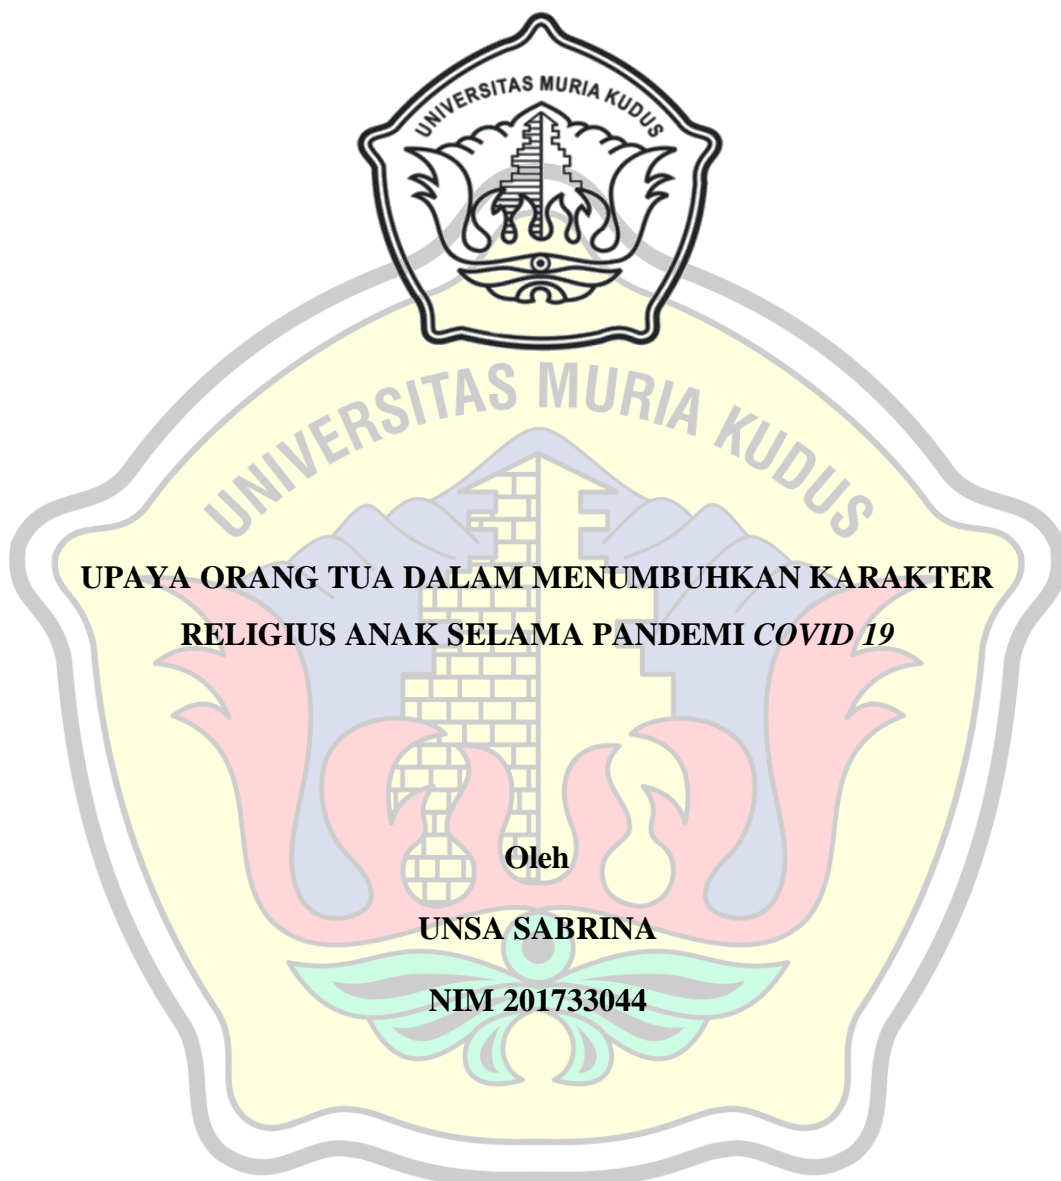 UNIVERSITAS MURIA KUDUS
UNIVERSITAS MURIA KUDUS
UPAYA ORANG TUA DALAM MENUMBUHKAN KARAKTER
RELIGIUS ANAK SELAMA PANDEMI COVID 19
Oleh
UNSA SABRINA
NIM 201733044